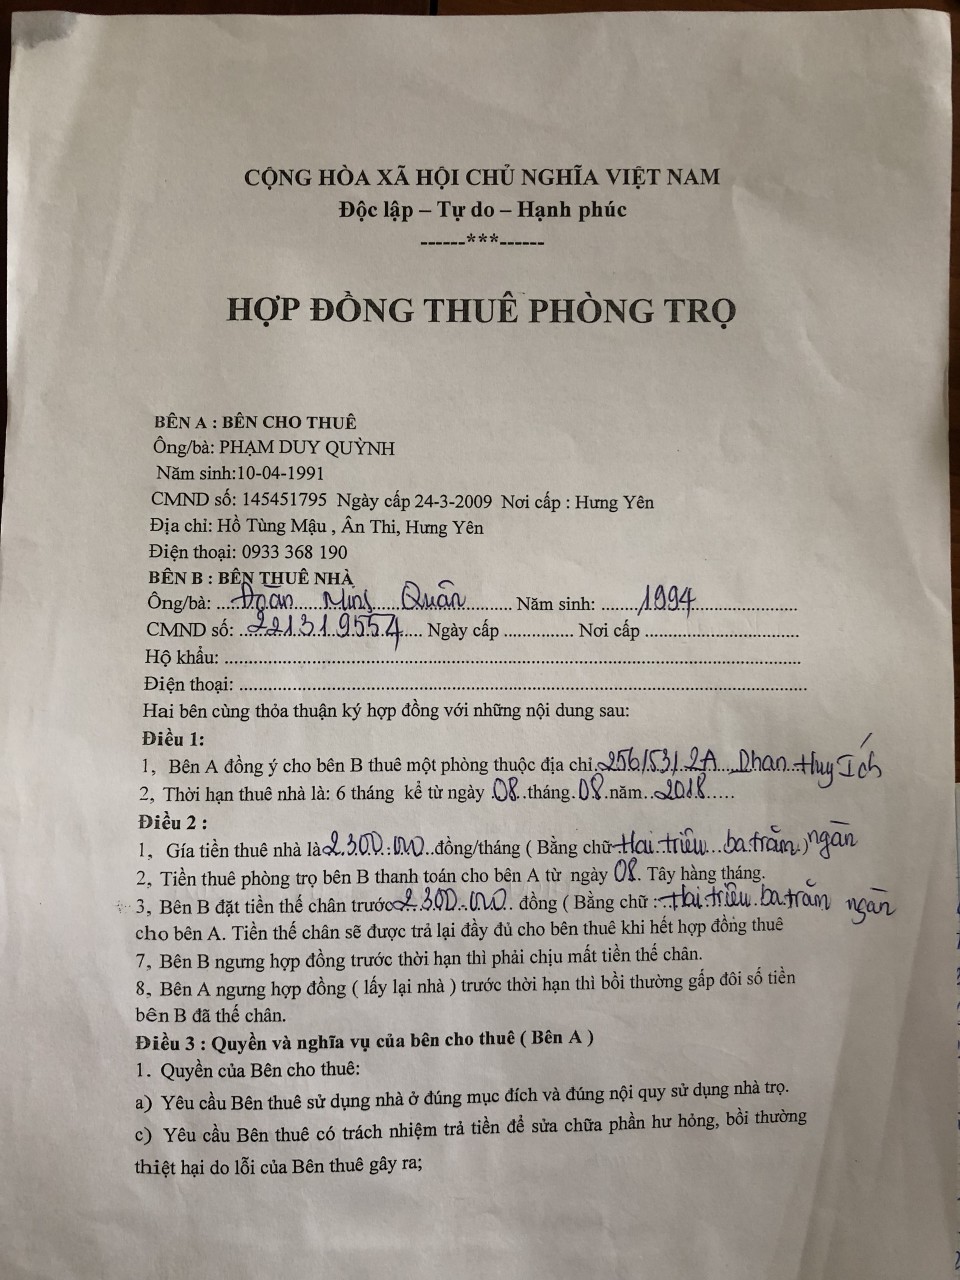 CỘNG HÒA XÃ HỘI CHỦ NGHĨA VIỆT NAM
Độc lập – Tự do – Hạnh phúc
------***------
HỢP ĐỒNG THUÊ PHÒNG TRỌ
BÊN A : BÊN CHO THUÊ
Ông/bà: PHẠM DUY QUỲNH
Năm sinh:10-04-1991
CMND số: 145451795 Ngày cấp 24-3-2009 Nơi cấp : Hưng Yên
Địa chỉ: Hồ Tùng Mậu , Ân Thi, Hưng Yên
Điện thoại: 0933 368 190
BÊN B : BÊN THUÊ NHÀ
Ông/bà: ....Đoàn Minh Quân.......... Năm sinh: ........1994......................
CMND số: 221319554.... Ngày cấp .............. Nơi cấp ...............................
Hộ khẩu: ....................................................................................................................
Điện thoại: .................................................................................................................
Hai bên cùng thỏa thuận ký hợp đồng với những nội dung sau:
Điều 1:
1, Bên A đồng ý cho bên B thuê một phòng thuộc địa chỉ.256/53/2A....Phan..Huy Ích
2, Thời hạn thuê nhà là: 6 tháng kể từ ngày 08..tháng.08.năm..2018.....
Điều 2 :
1, Gía tiền thuê nhà là 2.300.000..đồng/tháng ( Bằng chữ Hai.triệu...ba.trăm.) ngàn
2, Tiền thuê phòng trọ bên B thanh toán cho bên A từ ngày 08. Tây hàng tháng.
3, Bên B đặt tiền thế chân trước 2.300.000. đồng ( Bằng chữ : Hai.triệu.ba.trăm ngàn
cho bên A. Tiền thế chân sẽ được trả lại đầy đủ cho bên thuê khi hết hợp đồng thuê
7, Bên B ngưng hợp đồng trước thời hạn thì phải chịu mất tiền thế chân.
8, Bên A ngưng hợp đồng ( lấy lại nhà ) trước thời hạn thì bồi thường gấp đôi số tiền
bên B đã thế chân.
Điều 3 : Quyền và nghĩa vụ của bên cho thuê ( Bên A )
1. Quyền của Bên cho thuê:
a) Yêu cầu Bên thuê sử dụng nhà ở đúng mục đích và đúng nội quy sử dụng nhà trọ.
c) Yêu cầu Bên thuê có trách nhiệm trả tiền để sửa chữa phần hư hỏng, bồi thường
thiệt hại do lỗi của Bên thuê gây ra;